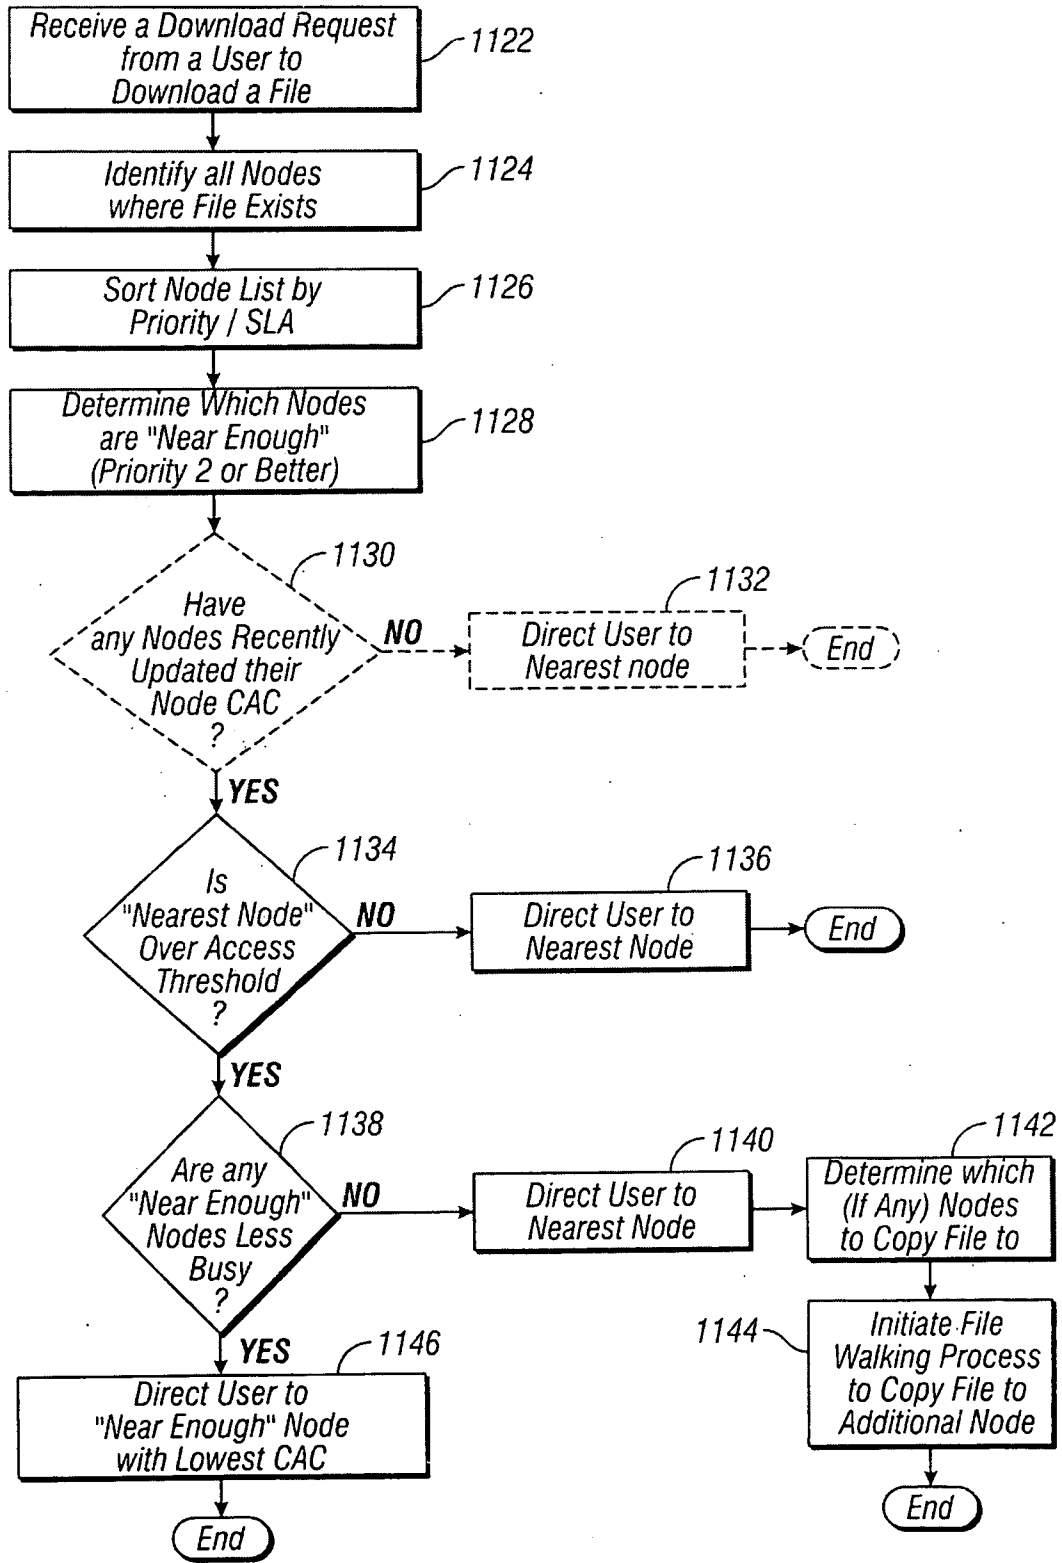 Receive a Download Request
from a User to
Download a File
1122
Identify all Nodes
where File Exists
1124
Sort Node List by
Priority / SLA
1126
Determine Which Nodes
are "Near Enough"
(Priority 2 or Better)
1128
Have
any Nodes Recently
Updated their
Node CAC
?
1130
NO
Direct User to
Nearest node
1132
End
YES
Is
"Nearest Node"
Over Access
Threshold
?
1134
NO
Direct User to
Nearest Node
1136
End
YES
Are any
"Near Enough"
Nodes Less
Busy
?
1138
NO
Direct User to
Nearest Node
1140
Determine which
(If Any) Nodes
to Copy File to
1142
Initiate File
Walking Process
to Copy File to
Additional Node
1144
End
YES
Direct User to
"Near Enough" Node
with Lowest CAC
1146
End